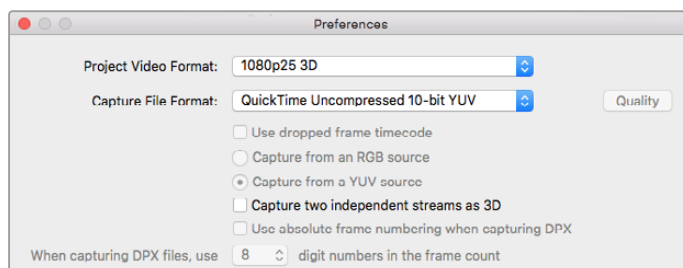 Preferences
Project Video Format: 1080p25 3D
Capture File Format: QuickTime Uncompressed 10-bit YUV Quality
Use dropped frame timecode
Capture from an RGB source
Capture from a YUV source
Capture two independent streams as 3D
Use absolute frame numbering when capturing DPX
When capturing DPX files, use 8 digit numbers in the frame count